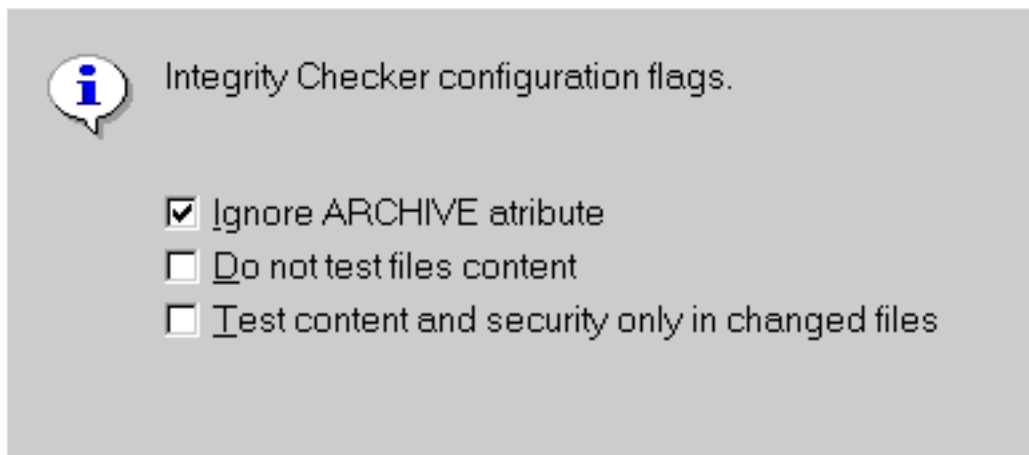 Integrity Checker configuration flags.
Ignore ARCHIVE atribute
Do not test files content
Test content and security only in changed files